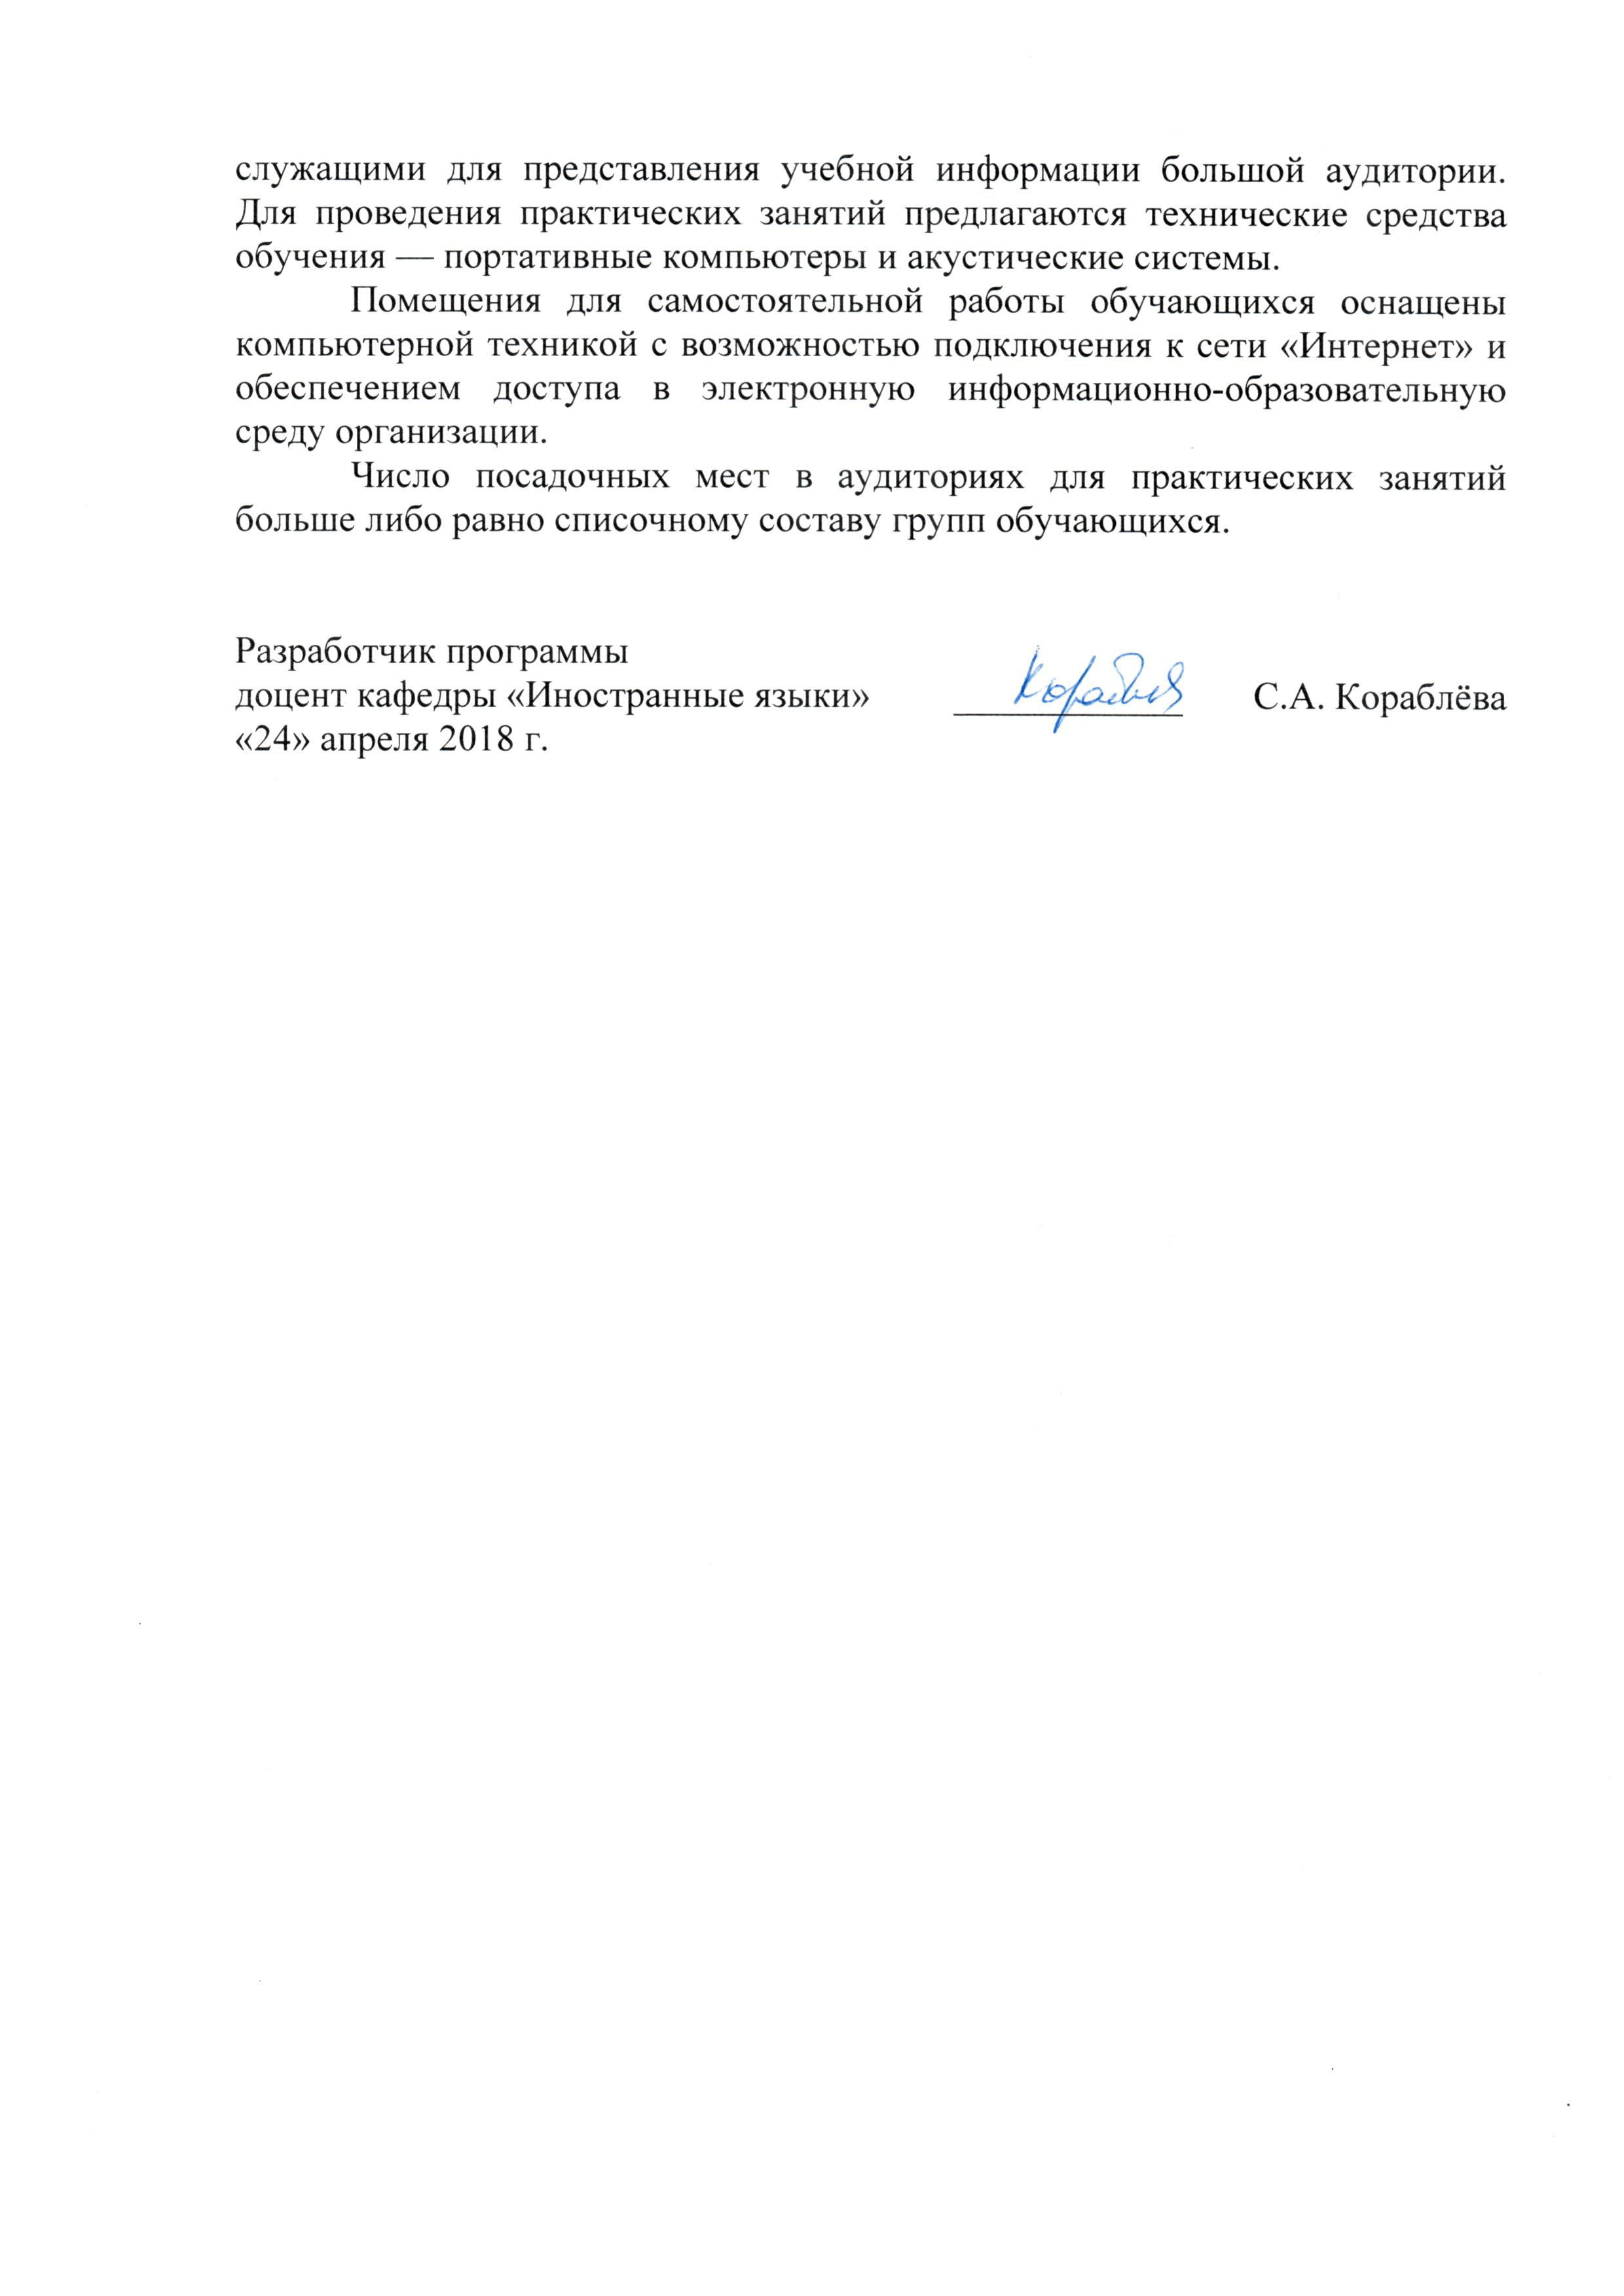 служащими для представления учебной информации большой аудитории.
Для проведения практических занятий предлагаются технические средства
обучения — портативные компьютеры и акустические системы.
Помещения для самостоятельной работы обучающихся оснащены
компьютерной техникой с возможностью подключения к сети «Интернет» и
обеспечением доступа в электронную информационно-образовательную
среду организации.
Число посадочных мест в аудиториях для практических занятий
больше либо равно списочному составу групп обучающихся.
Разработчик программы
доцент кафедры «Иностранные языки» С.А. Кораблёва
«24» апреля 2018 г.